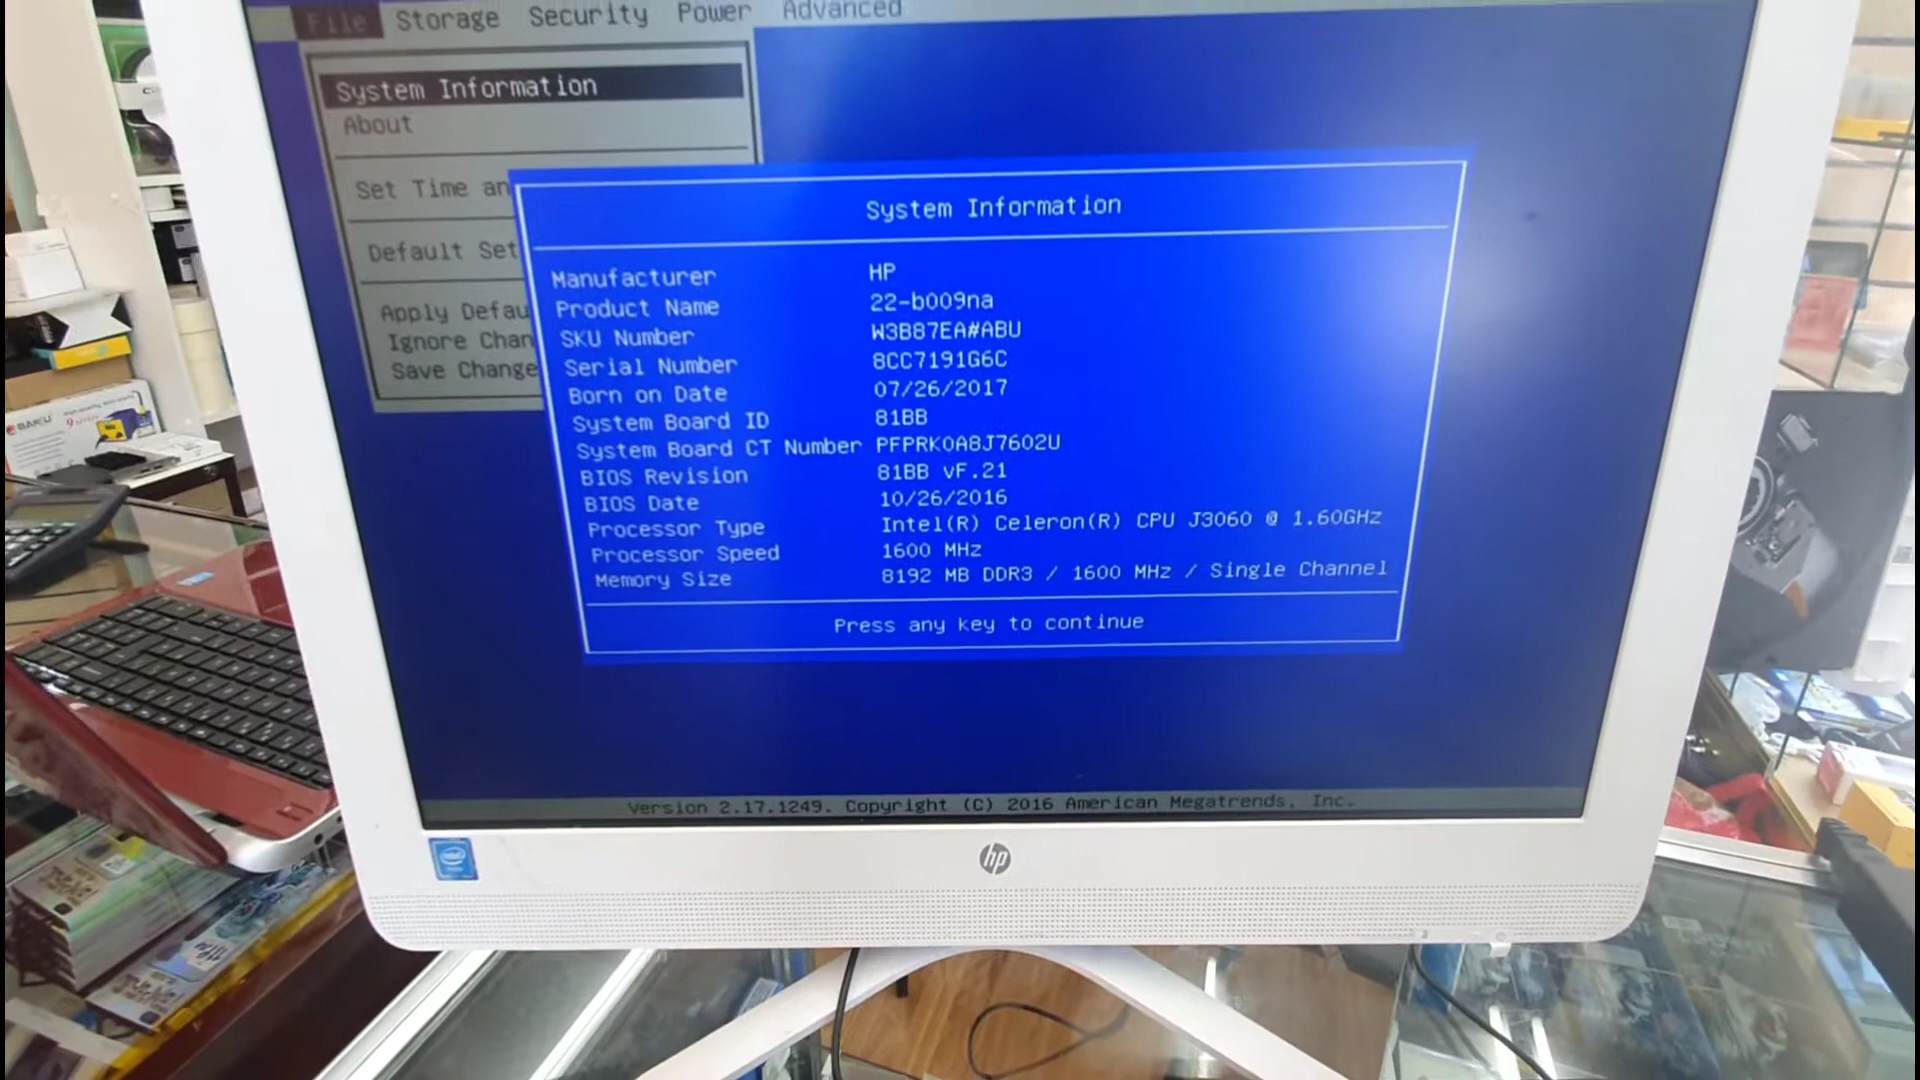 File Storage Security Power Advanced
System Information
About
Set Time an
Default Set
Apply Defau
Ignore Chan
Save Change
System Information
Manufacturer HP
Product Name 22-b009na
SKU Number W3B87EA#ABU
Serial Number 8CC7191G6C
Born on Date 07/26/2017
System Board ID 81BB
System Board CT Number PFPRK0A8J7602U
BIOS Revision 81BB vF.21
BIOS Date 10/26/2016
Processor Type Intel(R) Celeron(R) CPU J3060 @ 1.60GHz
Processor Speed 1600 MHz
Memory Size 8192 MB DDR3 / 1600 MHz / Single Channel
Press any key to continue
Version 2.17.1249. Copyright (C) 2016 American Megatrends, Inc.
intel
hp
BAKU